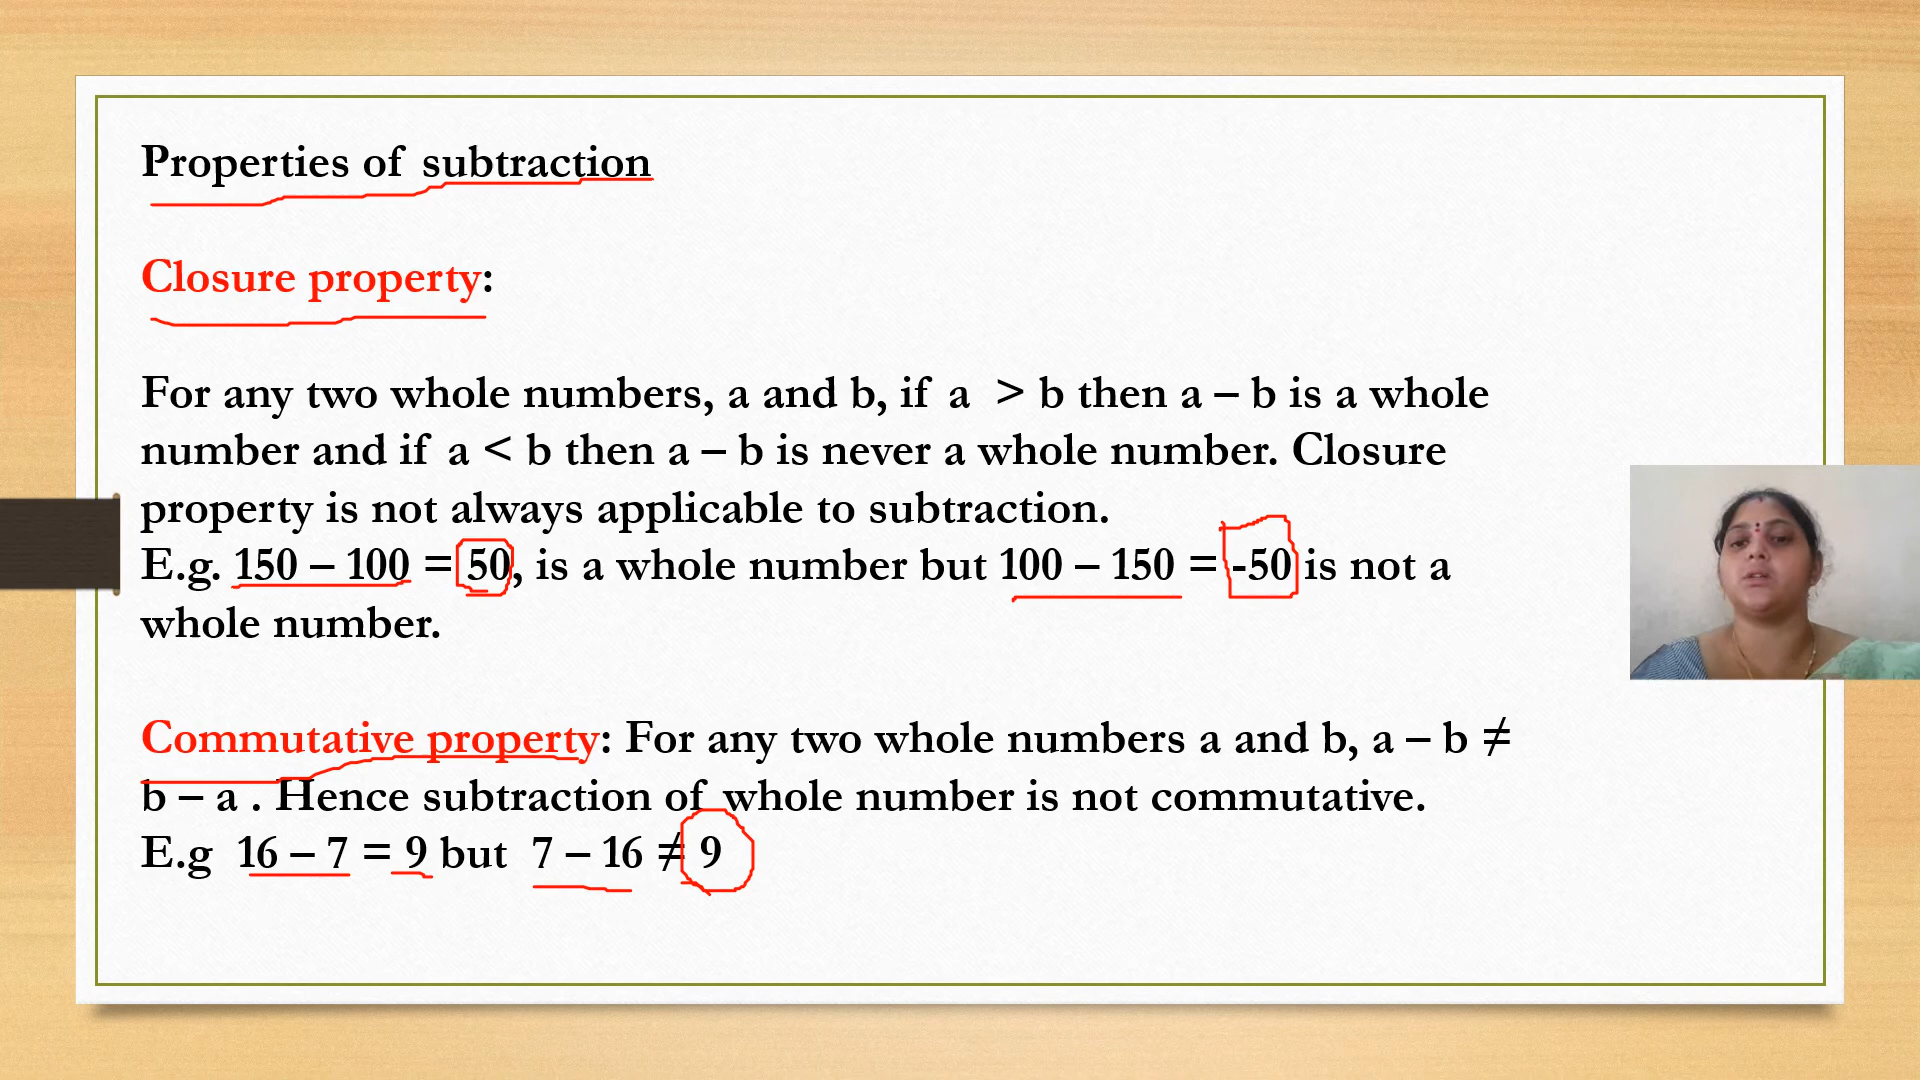 Properties of subtraction
Closure property:
For any two whole numbers, a and b, if a > b then a – b is a whole
number and if a < b then a – b is never a whole number. Closure
property is not always applicable to subtraction.
E.g. 150 – 100 = 50, is a whole number but 100 – 150 = -50 is not a
whole number.
Commutative property: For any two whole numbers a and b, a – b ≠
b – a . Hence subtraction of whole number is not commutative.
E.g 16 – 7 = 9 but 7 – 16 ≠ 9